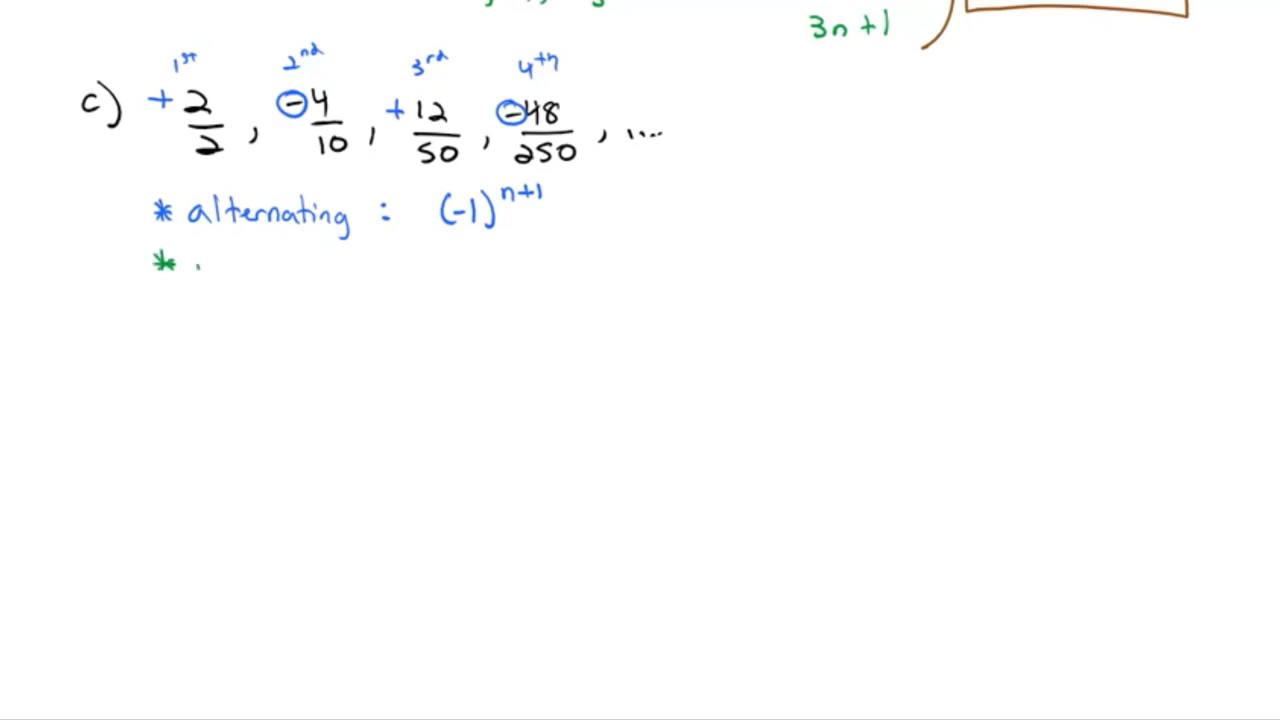 3n+1
1st 2nd 3rd 4th
c) +2/2, -4/10, +12/50, -48/250, ....
* alternating : (-1)^{n+1}
*